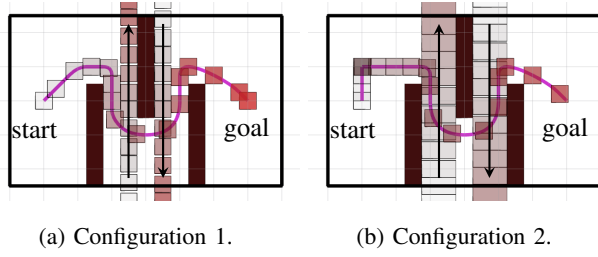 start
goal
start
goal
(a) Configuration 1.
(b) Configuration 2.